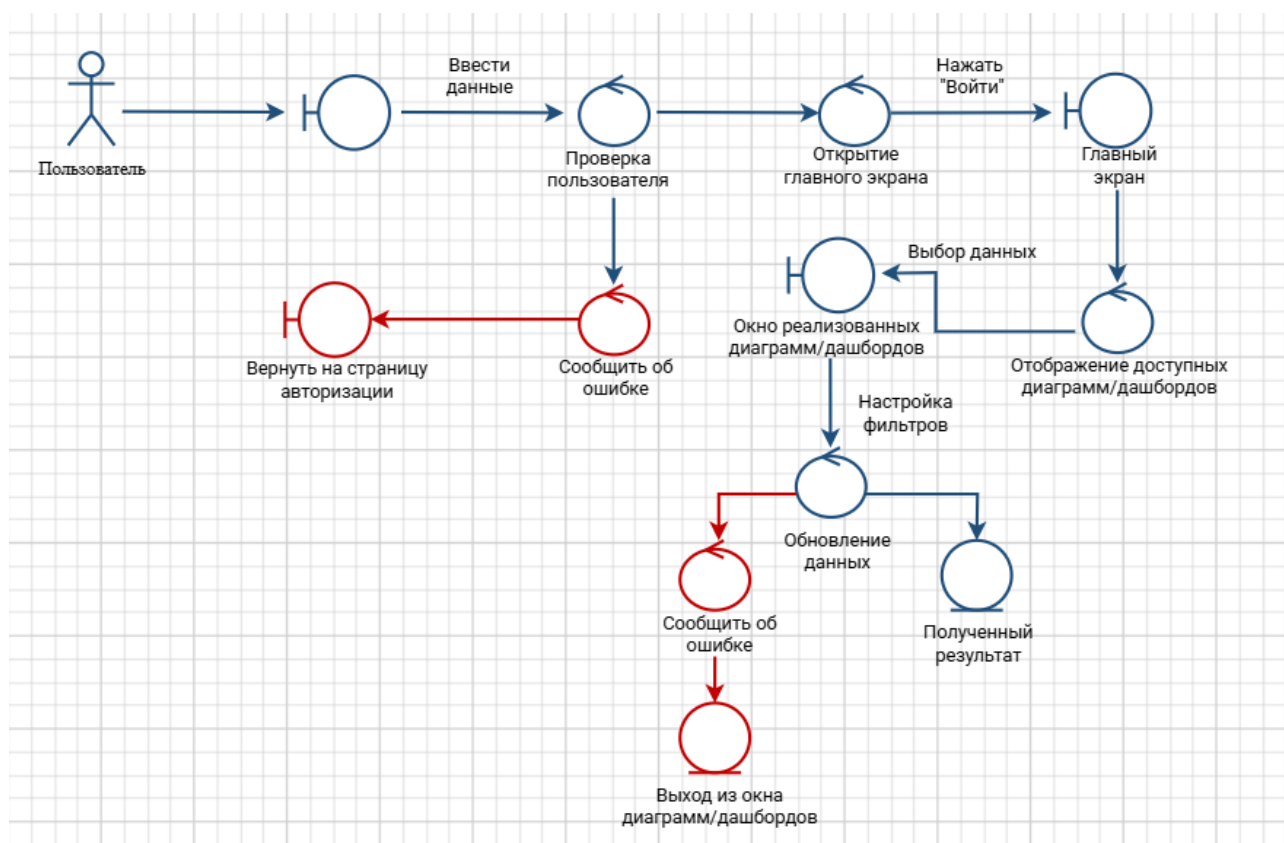 Ввести
данные
Нажать
"Войти"
Пользователь
Проверка
пользователя
Открытие
главного экрана
Главный
экран
Выбор данных
Окно реализованных
диаграмм/дашбордов
Отображение доступных
диаграмм/дашбордов
Вернуть на страницу
авторизации
Сообщить об
ошибке
Настройка
фильтров
Обновление
данных
Сообщить об
ошибке
Полученный
результат
Выход из окна
диаграмм/дашбордов